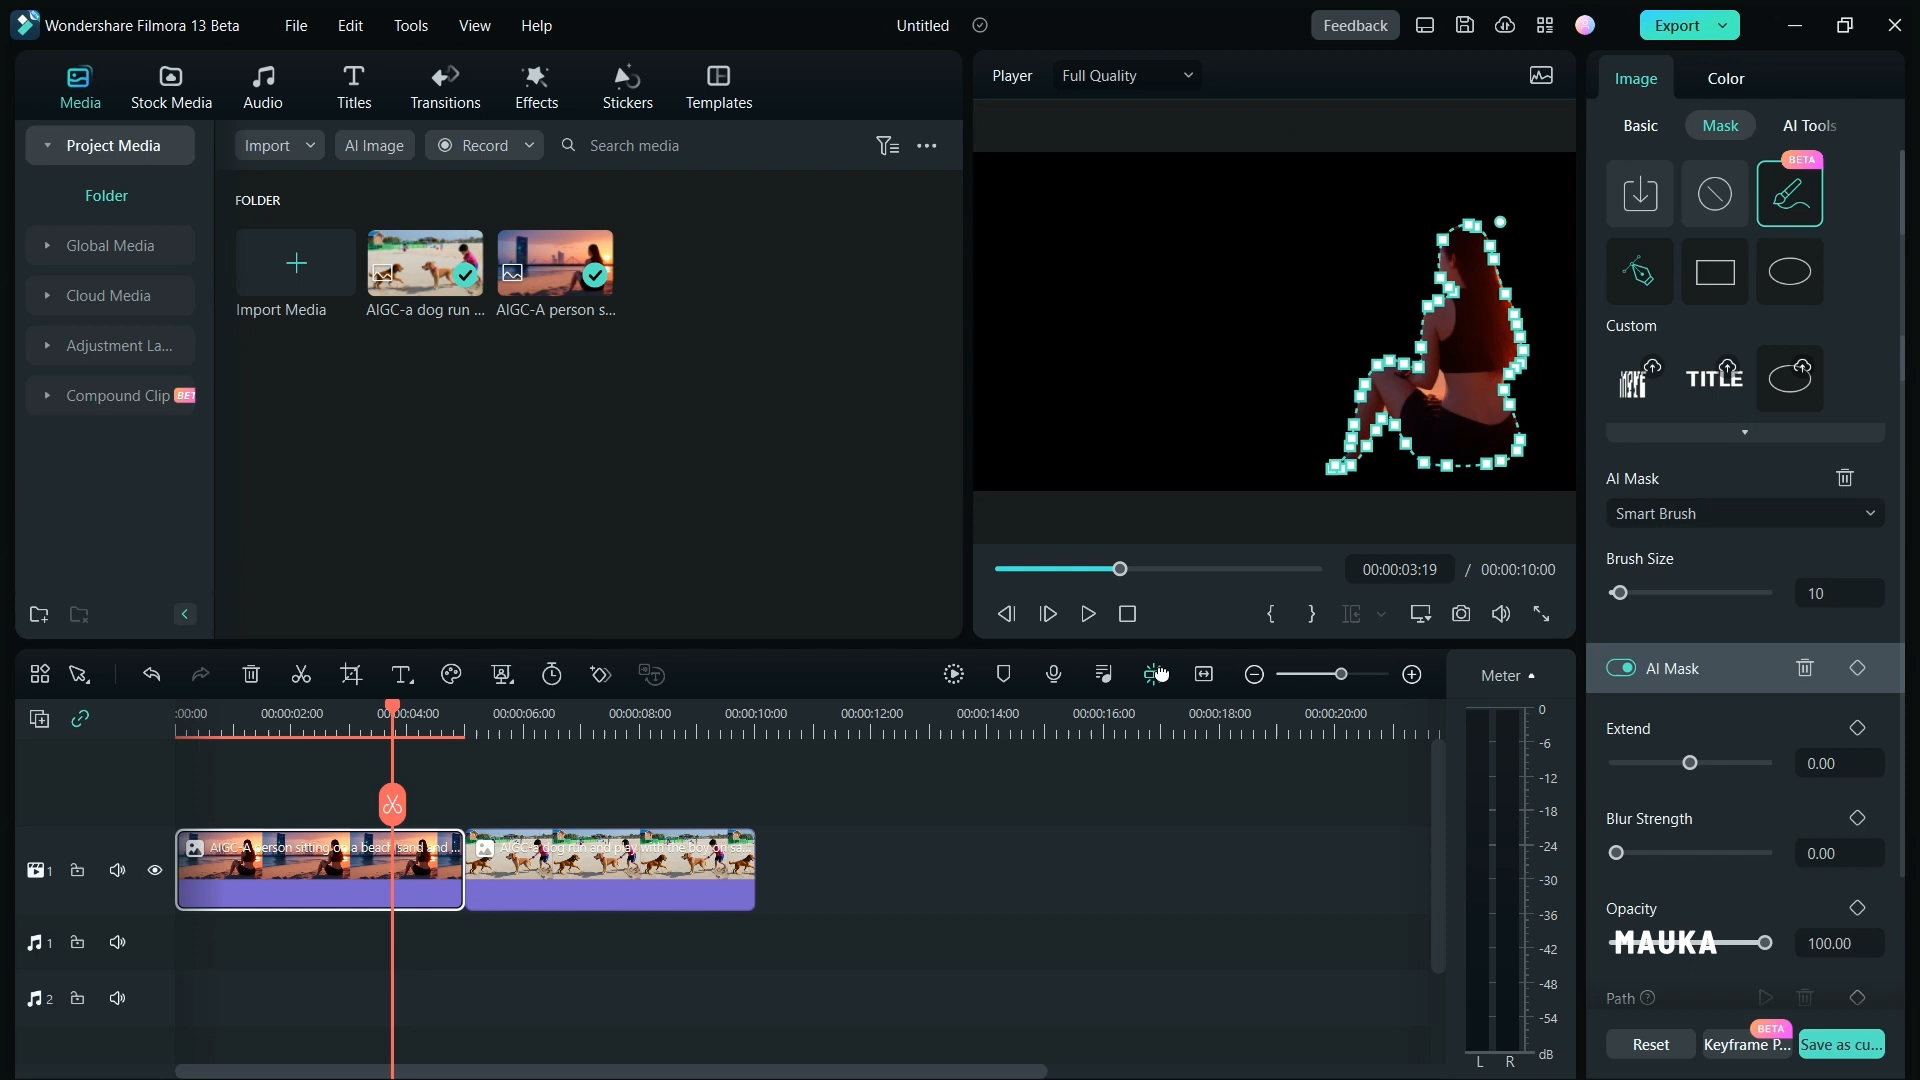 Wondershare Filmora 13 Beta
File
Edit
Tools
View
Help
Untitled
Feedback
Export
Media
Stock Media
Audio
Titles
Transitions
Effects
Stickers
Templates
Project Media
Folder
Global Media
Cloud Media
Adjustment La...
Compound Clip
BET
Import
AI Image
Record
Search media
FOLDER
Import Media
AIGC-a dog run ...
AIGC-A person s...
Player
Full Quality
00:00:03:19 / 00:00:10:00
Image
Color
Basic
Mask
AI Tools
BETA
Custom
TITLE
AI Mask
Smart Brush
Brush Size
10
AI Mask
Extend
0.00
Blur Strength
0.00
Opacity
MAUKA
100.00
Path
BETA
Reset
Keyframe P...
Save as cu...
Meter
:00:00
00:00:02:00
00:00:04:00
00:00:06:00
00:00:08:00
00:00:10:00
00:00:12:00
00:00:14:00
00:00:16:00
00:00:18:00
00:00:20:00
AIGC-A person sitting on a beach sand and ...
AIGC-a dog run and play with the boy on sa...
1
1
2
0
-6
-12
-18
-24
-30
-36
-42
-48
-54
dB
L
R